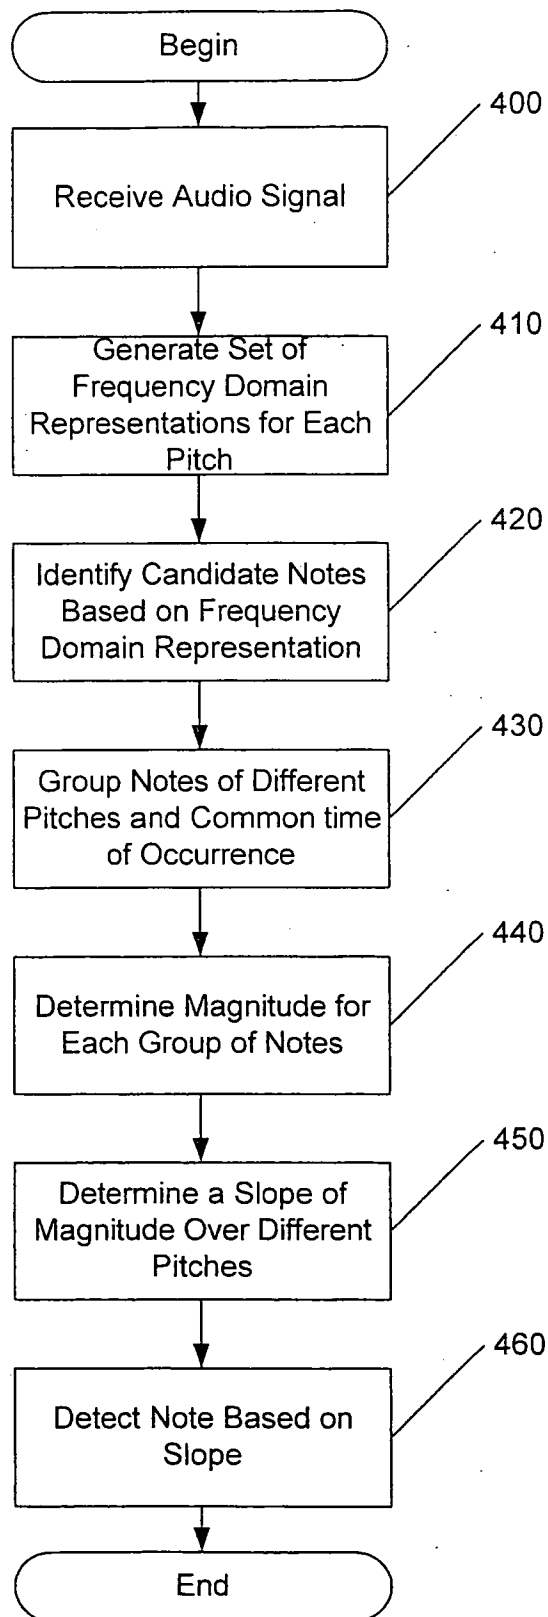 Begin
400
Receive Audio Signal
410
Generate Set of
Frequency Domain
Representations for Each
Pitch
420
Identify Candidate Notes
Based on Frequency
Domain Representation
430
Group Notes of Different
Pitches and Common time
of Occurrence
440
Determine Magnitude for
Each Group of Notes
450
Determine a Slope of
Magnitude Over Different
Pitches
460
Detect Note Based on
Slope
End